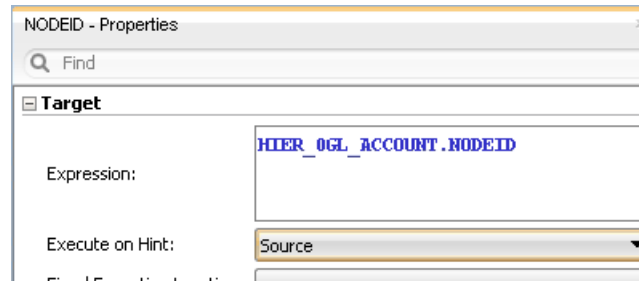 NODEID - Properties
Find
Target
Expression:
HIER_0GL_ACCOUNT.NODEID
Execute on Hint:
Source